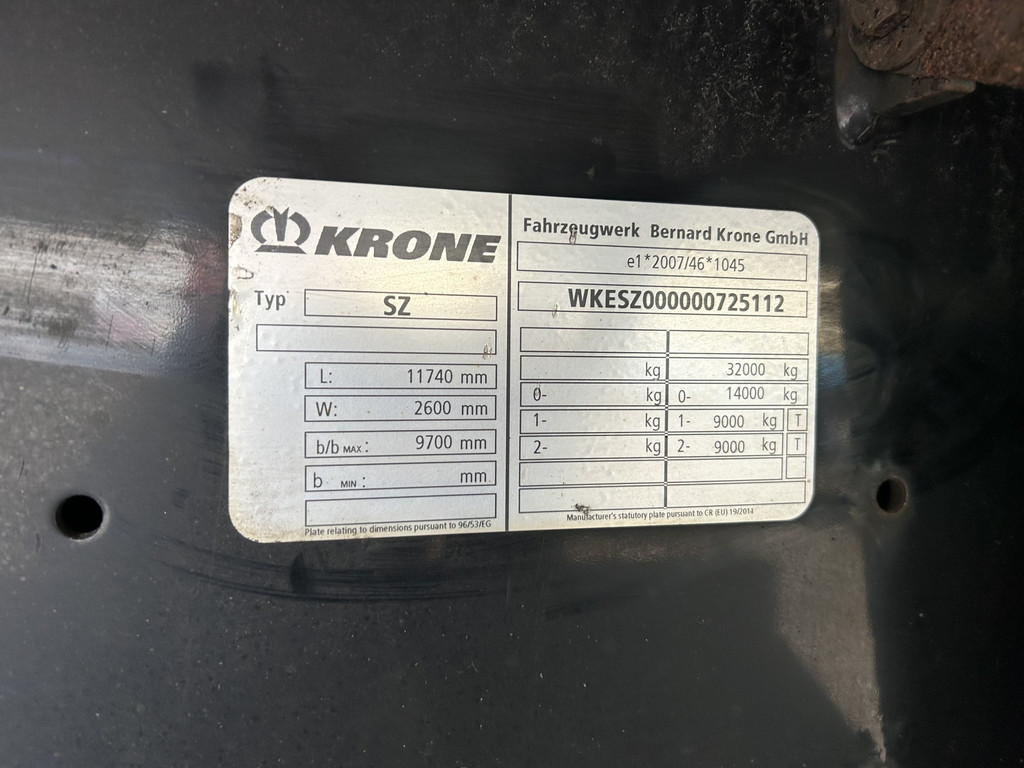 KRONE
Typ SZ
L: 11740 mm
W: 2600 mm
b/b MAX: 9700 mm
b MIN: mm
Plate relating to dimensions pursuant to 96/53/EG
Fahrzeugwerk Bernard Krone GmbH
e1*2007/46*1045
WKESZ000000725112
kg 32000 kg
0- kg 0- 14000 kg
1- kg 1- 9000 kg T
2- kg 2- 9000 kg T
Manufacturer's statutory plate pursuant to CR (EU) 19/2014